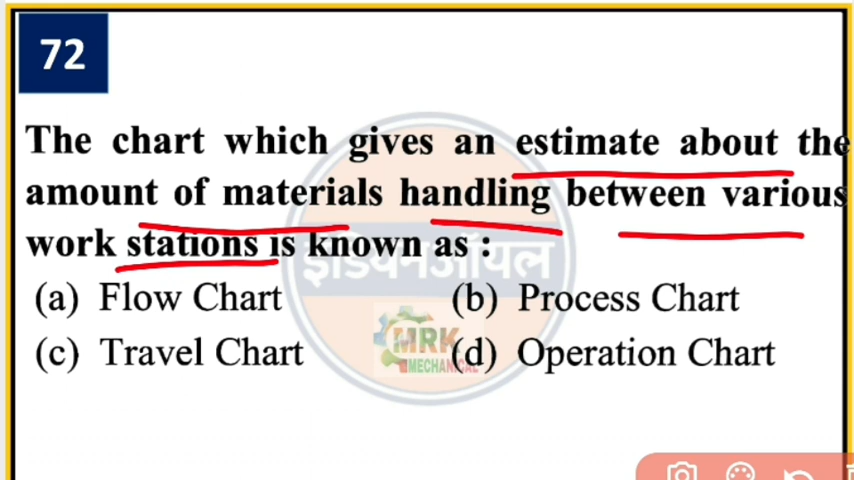 72
The chart which gives an estimate about the
amount of materials handling between various
work stations is known as :
इंडियनऑयल
(a) Flow Chart (b) Process Chart
(c) Travel Chart (d) Operation Chart
MRK
MECHANICAL